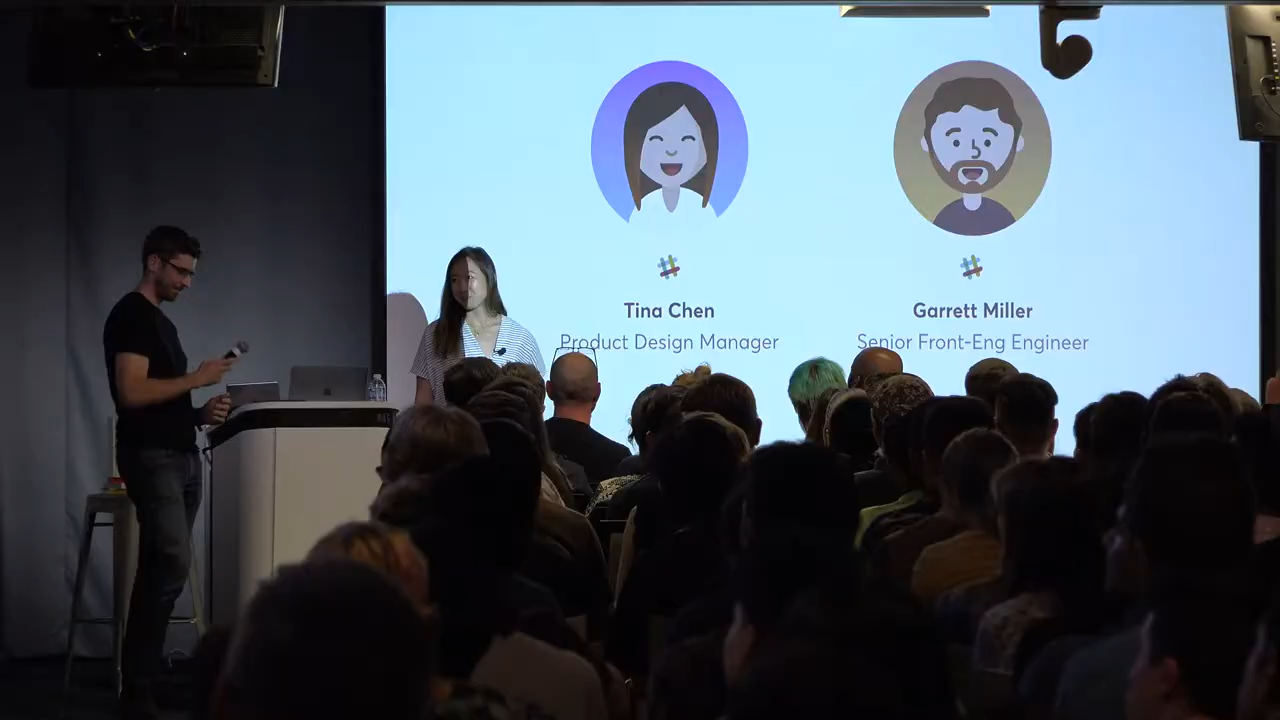 Tina Chen
Product Design Manager
Garrett Miller
Senior Front-Eng Engineer